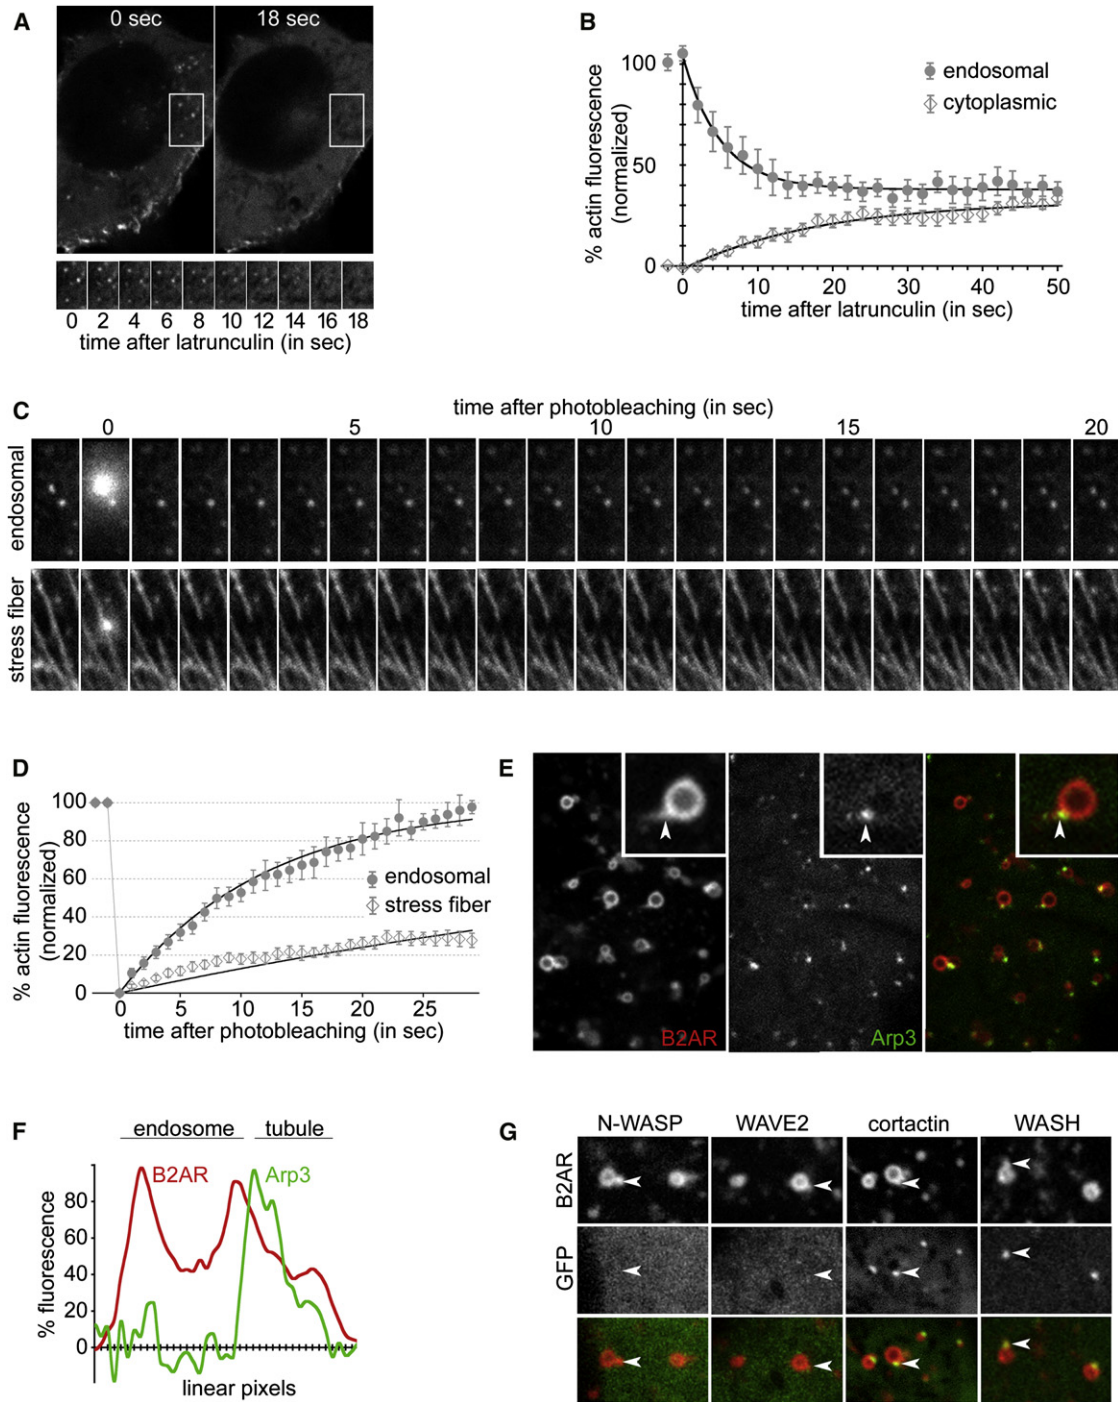 A
0 sec
18 sec
0 2 4 6 8 10 12 14 16 18
time after latrunculin (in sec)
B
% actin fluorescence
(normalized)
100
50
0
endosomal
cytoplasmic
0 10 20 30 40 50
time after latrunculin (in sec)
C
time after photobleaching (in sec)
0 5 10 15 20
endosomal
stress fiber
D
% actin fluorescence
(normalized)
100
80
60
40
20
0
endosomal
stress fiber
0 5 10 15 20 25
time after photobleaching (in sec)
E
B2AR
Arp3
F
endosome
tubule
B2AR
Arp3
% fluorescence
80
60
40
20
0
linear pixels
G
N-WASP
WAVE2
cortactin
WASH
B2AR
GFP